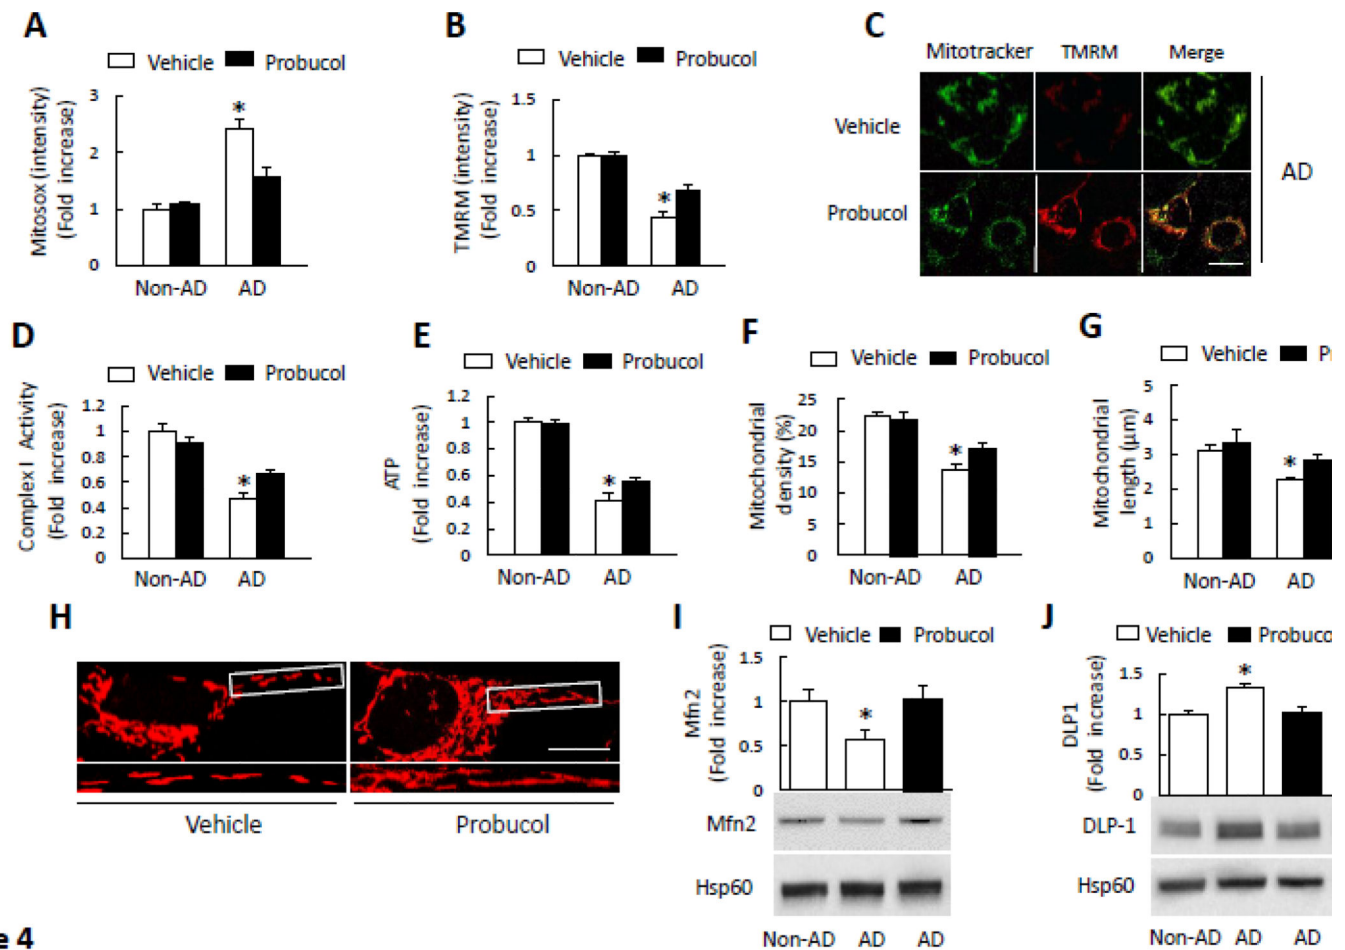 A
Vehicle Probucol
Mitosox (intensity)
(Fold increase)
3
2
1
0
*
Non-AD AD
B
Vehicle Probucol
TMRM (intensity)
(Fold increase)
1.5
1
0.5
0
*
Non-AD AD
C
Mitotracker TMRM Merge
Vehicle
Probucol
AD
D
Vehicle Probucol
Complex I Activity
(Fold increase)
1.2
1
0.8
0.6
0.4
0.2
0
*
Non-AD AD
E
Vehicle Probucol
ATP
(Fold increase)
1.2
1
0.8
0.6
0.4
0.2
0
*
Non-AD AD
F
Vehicle Probucol
Mitochondrial
density (%)
25
20
15
10
5
0
*
Non-AD AD
G
Vehicle P
Mitochondrial
length (μm)
5
4
3
2
1
0
*
Non-AD AD
H
Vehicle Probucol
I
Vehicle Probucol
Mfn2
(Fold increase)
1.5
1
0.5
0
*
Mfn2
Hsp60
Non-AD AD AD
J
Vehicle Probuco
DLP1
(Fold increase)
1.5
1
0.5
0
*
DLP-1
Hsp60
Non-AD AD AD
e 4